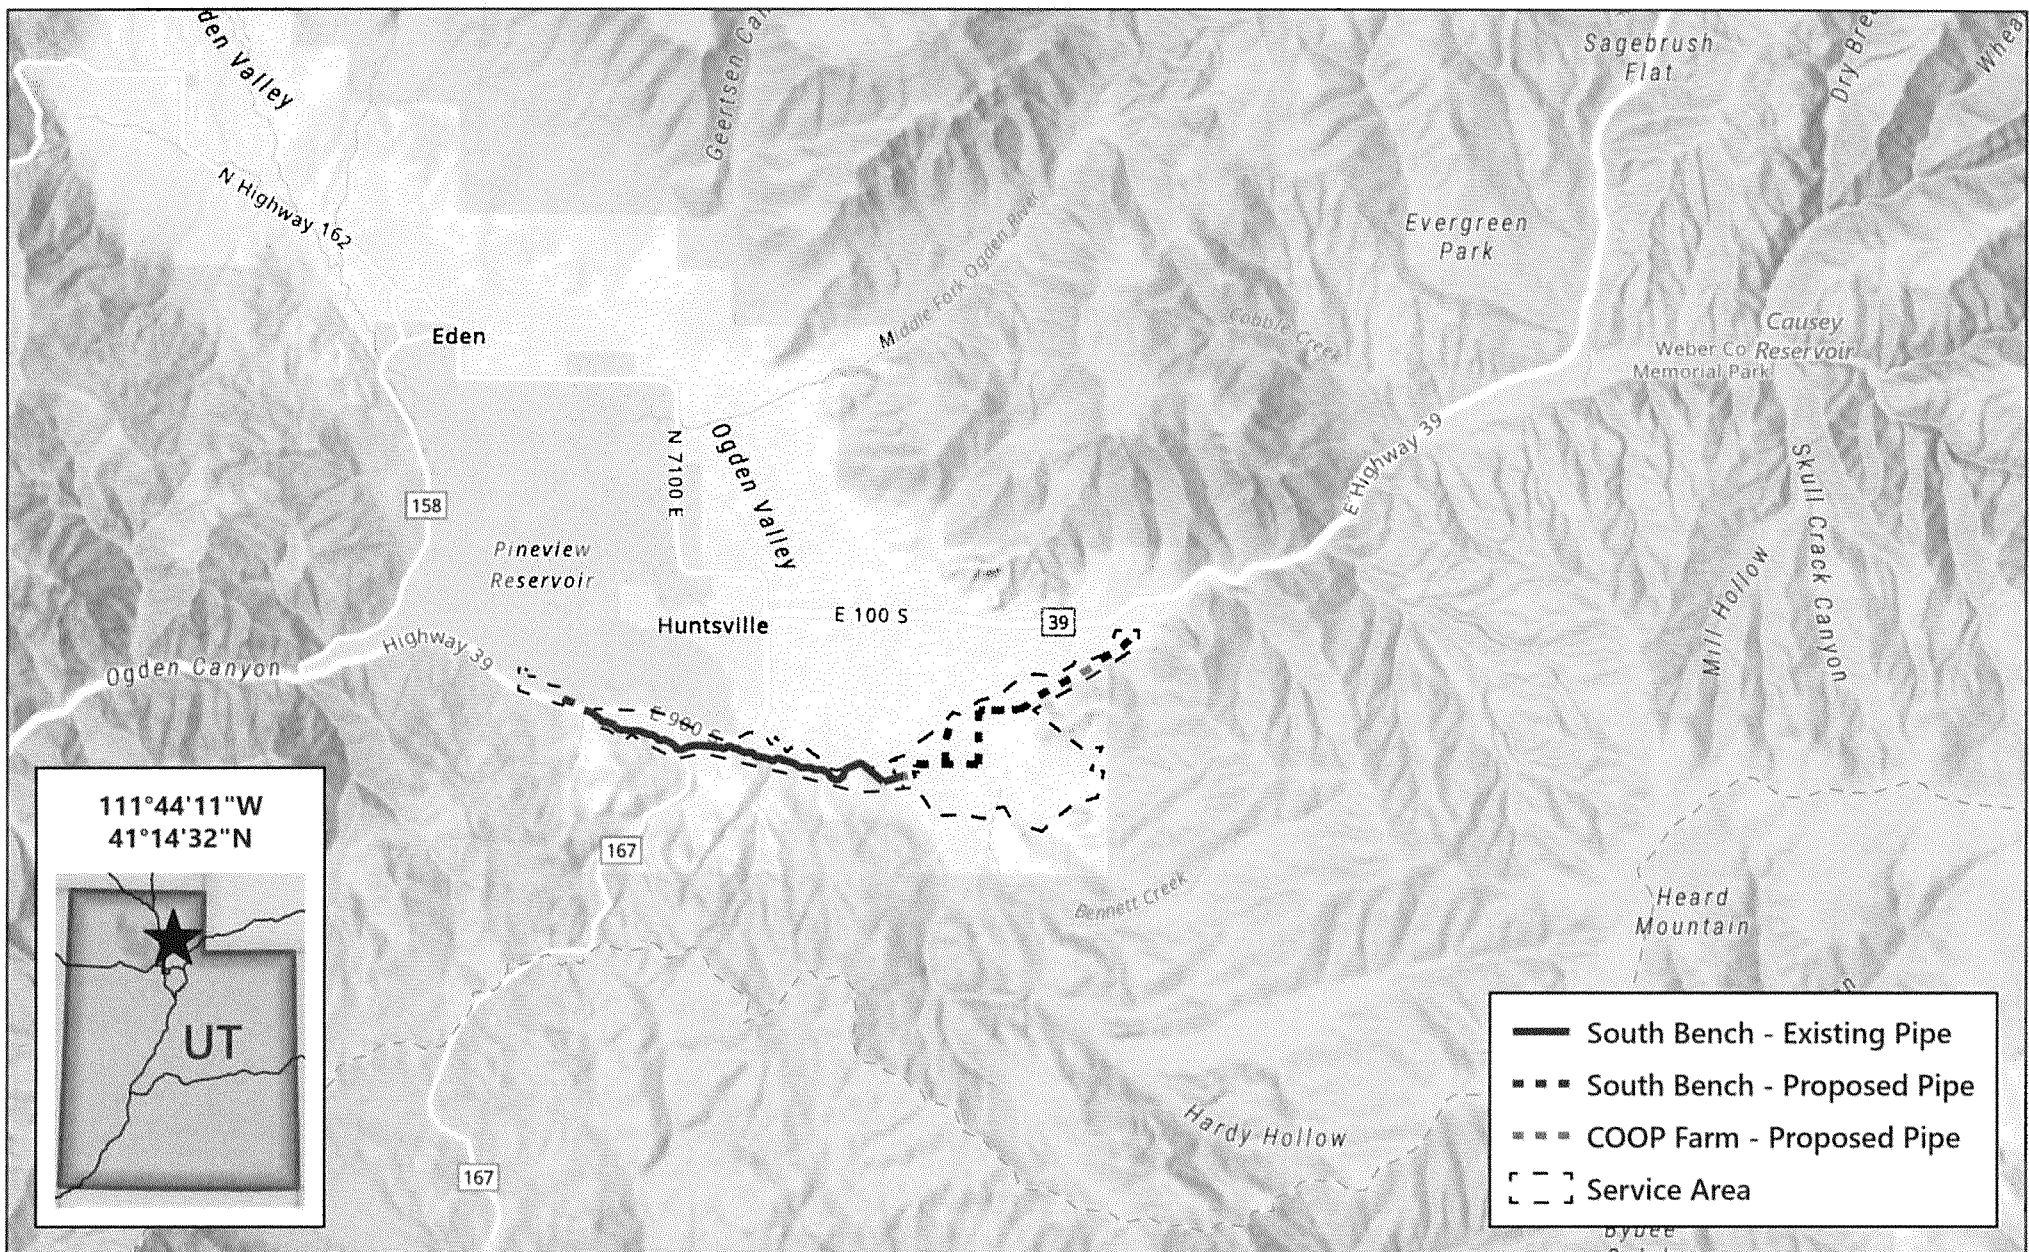 den Valley
Geertsen Can
Sagebrush
Flat
Dry Bree
Whea
N Highway 162
Middle Fork Ogden River
Evergreen
Park
Eden
Cobble Creek
Causey
Reservoir
Weber Co
Memorial Park
N 7100 E
Ogden Valley
E Highway 39
158
Pineview
Reservoir
Skull Crack Canyon
Mill Hollow
Huntsville
E 100 S
39
Highway 39
Ogden Canyon
E 900 S
111°44'11"W
41°14'32"N
167
Bennett Creek
Heard
Mountain
UT
South Bench - Existing Pipe
South Bench - Proposed Pipe
COOP Farm - Proposed Pipe
Service Area
Hardy Hollow
167
Bybee